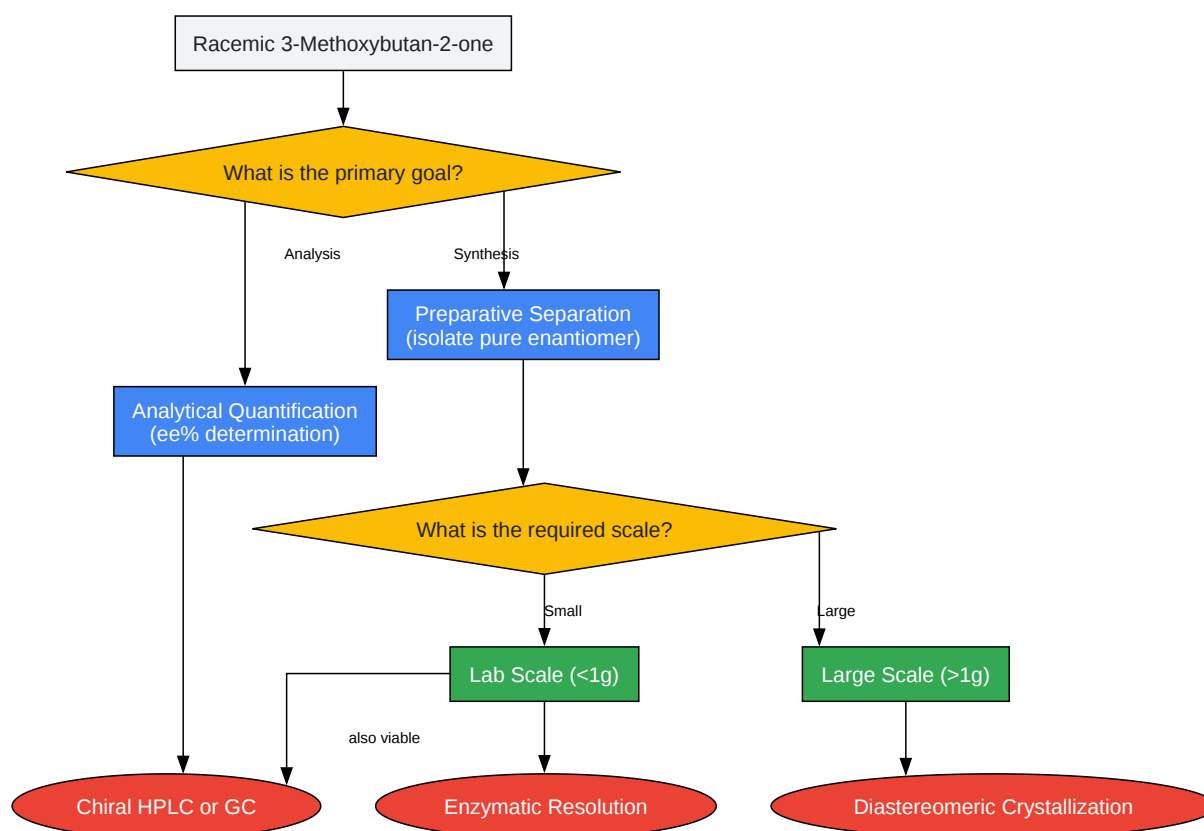 Racemic 3-Methoxybutan-2-one
What is the primary goal?
Analysis
Synthesis
Preparative Separation
(isolate pure enantiomer)
Analytical Quantification
(ee% determination)
What is the required scale?
Small
Large
Lab Scale (<1g)
Large Scale (>1g)
also viable
Chiral HPLC or GC
Enzymatic Resolution
Diastereomeric Crystallization